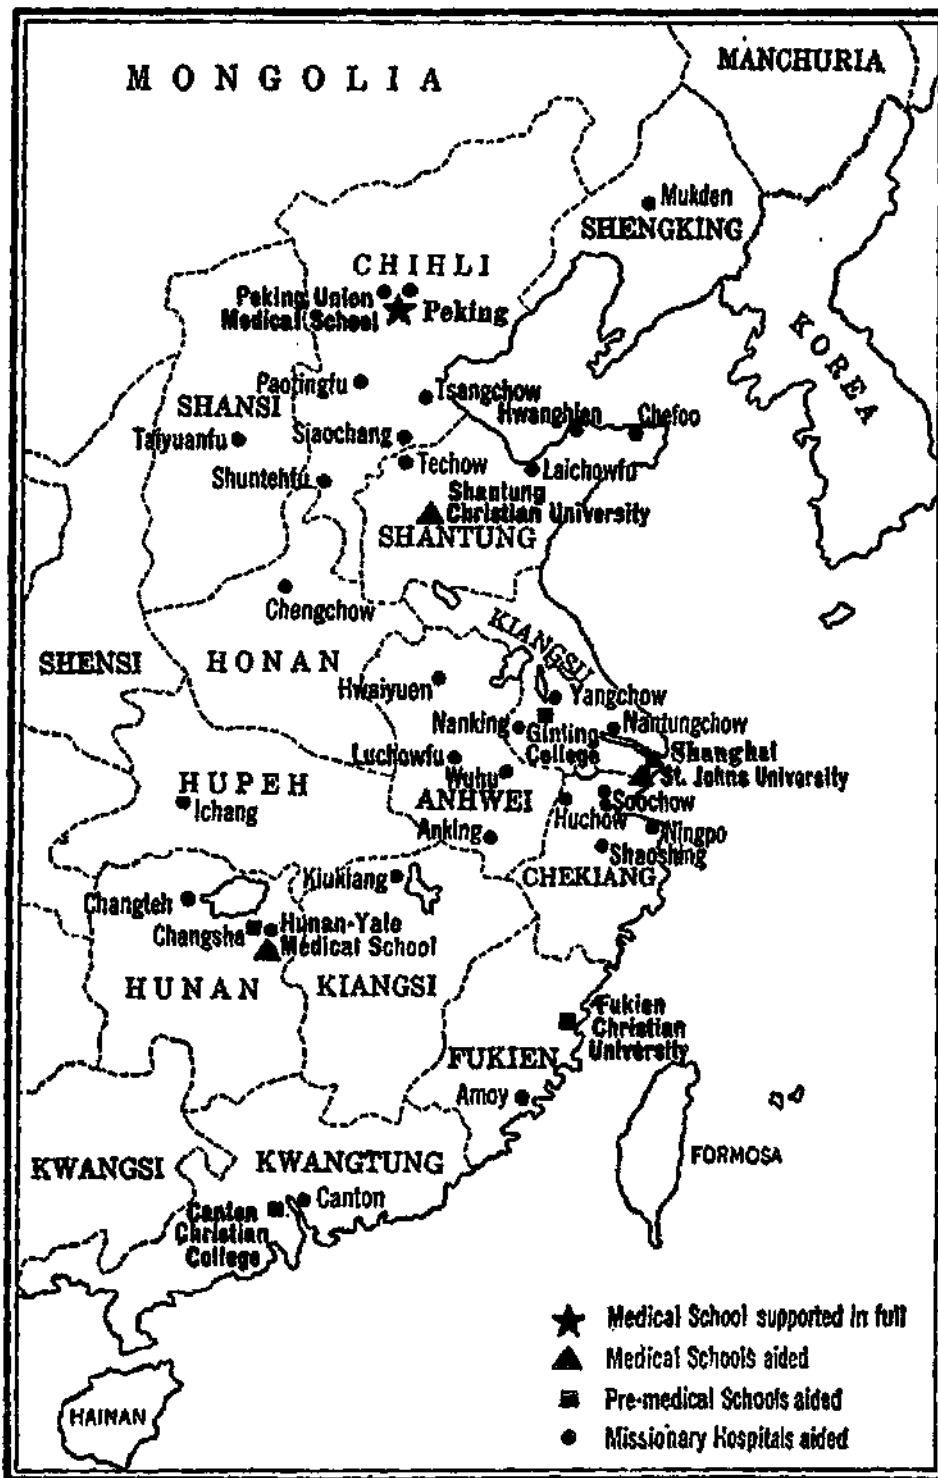 MONGOLIA
MANCHURIA
Mukden
SHENGKING
CHIHLI
Peking Union
Medical School
Peking
KOREA
Paotingfu
Tsangchow
SHANSI
Hwanghien
Chefoo
Taiyuanfu
Siaochang
Techow
Laichowfu
Shuntehfu
Shantung
Christian University
SHANTUNG
Chengchow
KIANGSU
SHENSI
HONAN
Hwaiyuen
Yangchow
Nanking
Ginling
College
Nantungchow
Luchowfu
Shanghai
Wuhu
St. Johns University
HUPEH
Ichang
ANHWEI
Soochow
Huchow
Anking
Ningpo
Shaoshing
CHEKIANG
Kiukiang
Changteh
Changsha
Hunan-Yale
Medical School
HUNAN
KIANGSI
Fukien
Christian
University
FUKIEN
Amoy
FORMOSA
KWANGSI
KWANGTUNG
Canton
Canton
Christian
College
HAINAN
Medical School supported in full
Medical Schools aided
Pre-medical Schools aided
Missionary Hospitals aided